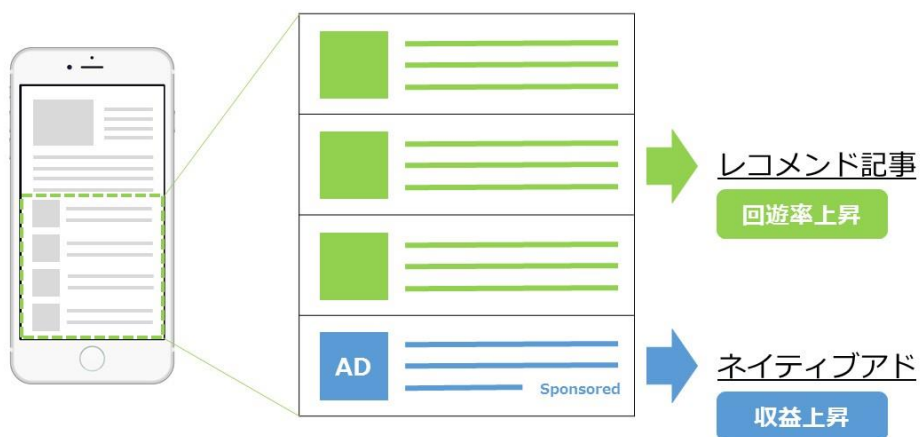 レコメンド記事
回遊率上昇
AD
Sponsored
ネイティブアド
収益上昇